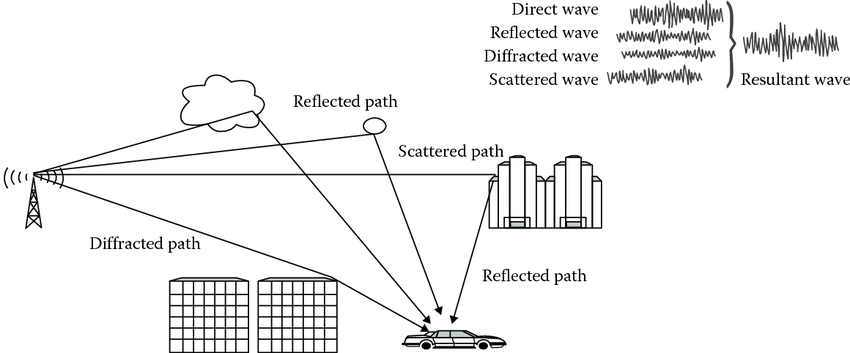 Direct wave
Reflected wave
Diffracted wave
Scattered wave
Resultant wave
Reflected path
Scattered path
Diffracted path
Reflected path